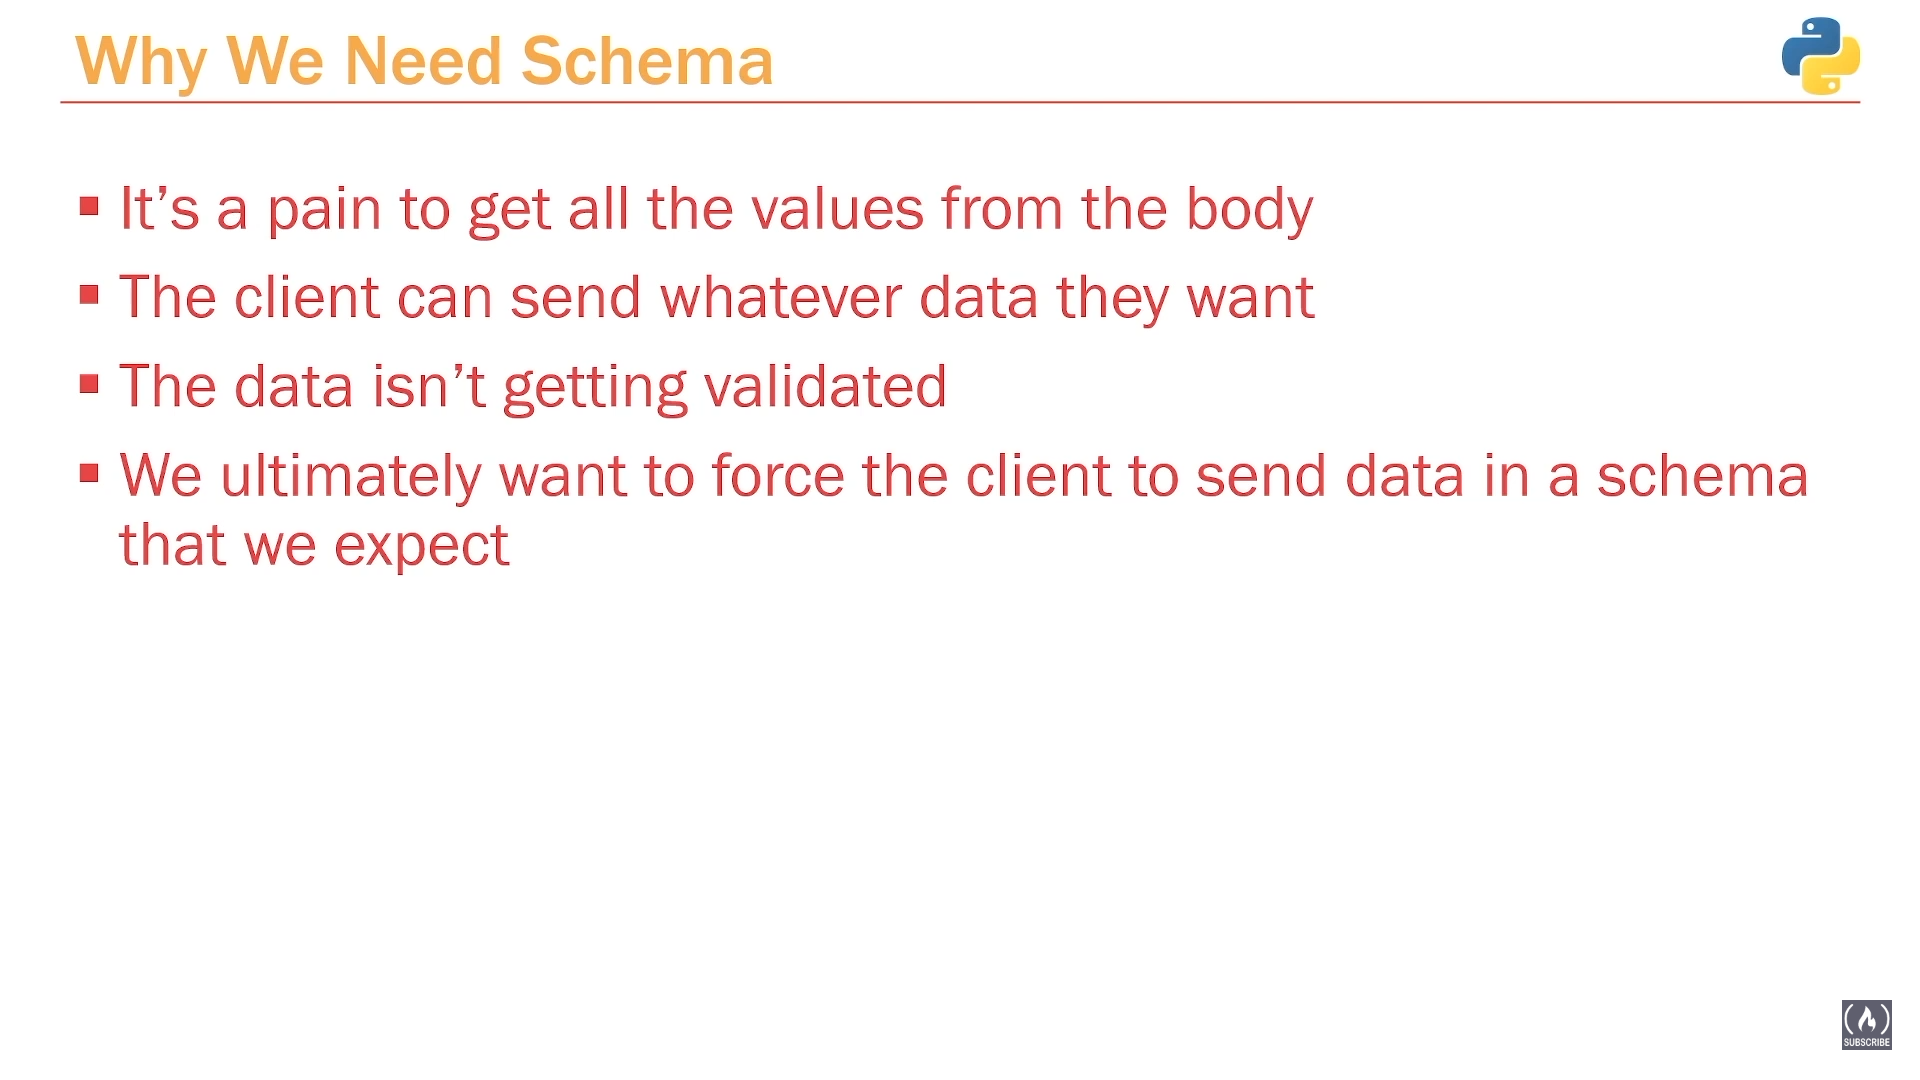 Why We Need Schema
▪ It’s a pain to get all the values from the body
▪ The client can send whatever data they want
▪ The data isn’t getting validated
▪ We ultimately want to force the client to send data in a schema
that we expect
SUBSCRIBE